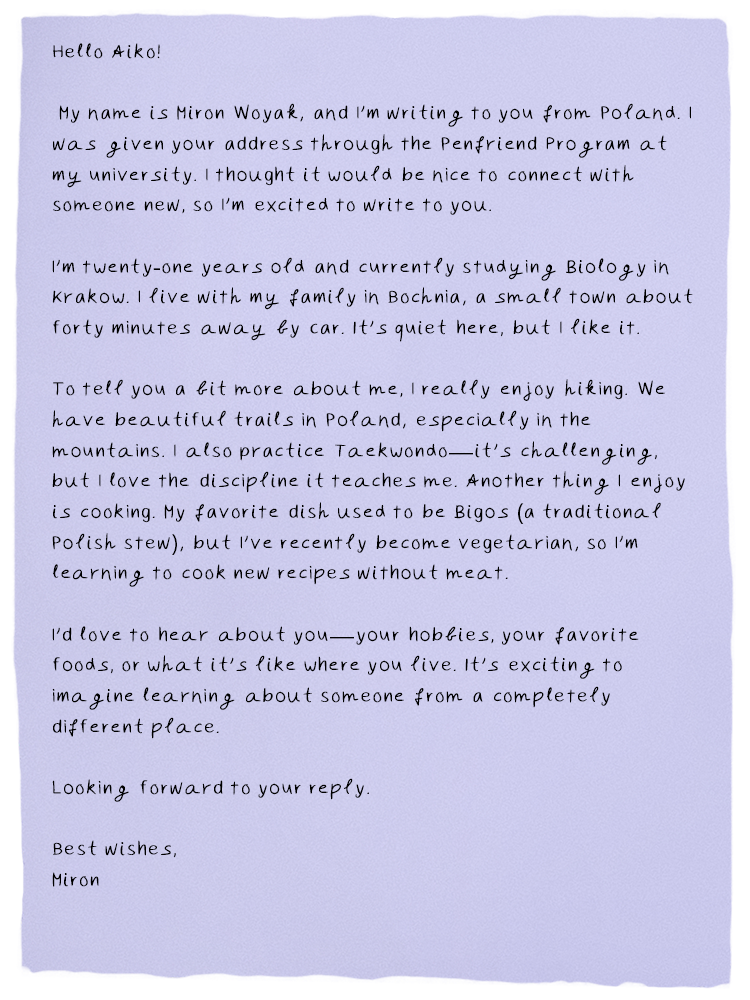 Hello Aiko!
My name is Miron Woyak, and I'm writing to you from Poland. I
was given your address through the Penfriend Program at
my university. I thought it would be nice to connect with
someone new, so I'm excited to write to you.
I'm twenty-one years old and currently studying Biology in
Krakow. I live with my family in Bochnia, a small town about
forty minutes away by car. It's quiet here, but I like it.
To tell you a bit more about me, I really enjoy hiking. We
have beautiful trails in Poland, especially in the
mountains. I also practice Taekwondo—it's challenging,
but I love the discipline it teaches me. Another thing I enjoy
is cooking. My favorite dish used to be Bigos (a traditional
Polish stew), but I've recently become vegetarian, so I'm
learning to cook new recipes without meat.
I'd love to hear about you—your hobbies, your favorite
foods, or what it's like where you live. It's exciting to
imagine learning about someone from a completely
different place.
Looking forward to your reply.
Best wishes,
Miron